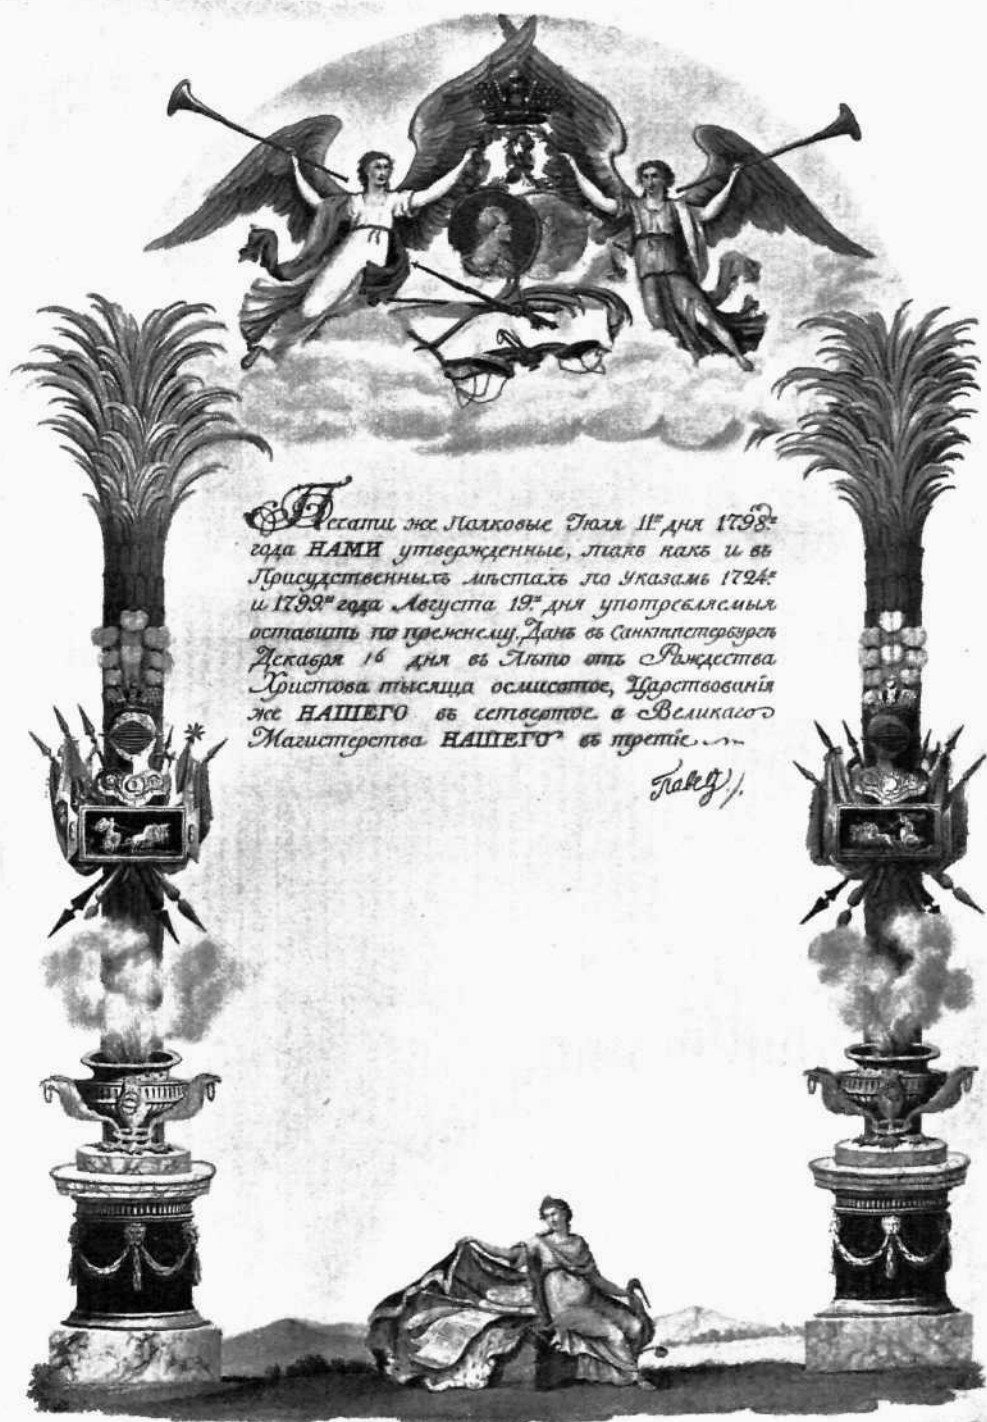 Печати же Полковые Июля 11го дня 1798го
года НАМИ утвержденные, такъ какъ и въ
Присудственныхъ мѣстахъ по Указамъ 1724го
и 1799го года Августа 19го дня употребляемыя
оставить по прежнему. Данъ въ Санктпетербургѣ
Декабря 16 дня въ Лѣто отъ Рождества
Христова тысяща осмисотое, Царствованія
же НАШЕГО въ четвертое а Великаго
Магистерства НАШЕГО въ третіе
Павелъ